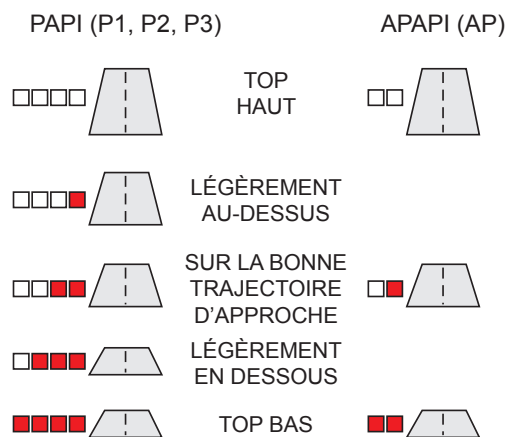 PAPI (P1, P2, P3)
APAPI (AP)
TOP
HAUT
LÉGÈREMENT
AU-DESSUS
SUR LA BONNE
TRAJECTOIRE
D'APPROCHE
LÉGÈREMENT
EN DESSOUS
TOP BAS